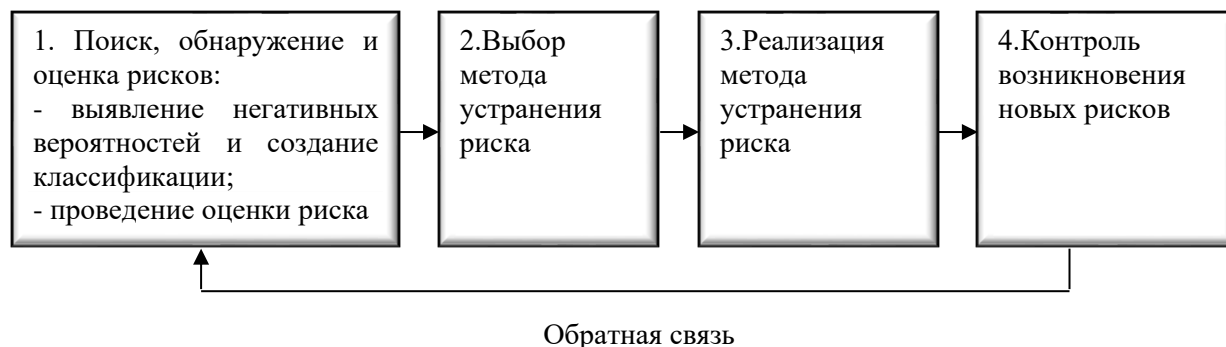 1. Поиск, обнаружение и
оценка рисков:
- выявление негативных
вероятностей и создание
классификации;
- проведение оценки риска
2.Выбор
метода
устранения
риска
3.Реализация
метода
устранения
риска
4.Контроль
возникновения
новых рисков
Обратная связь